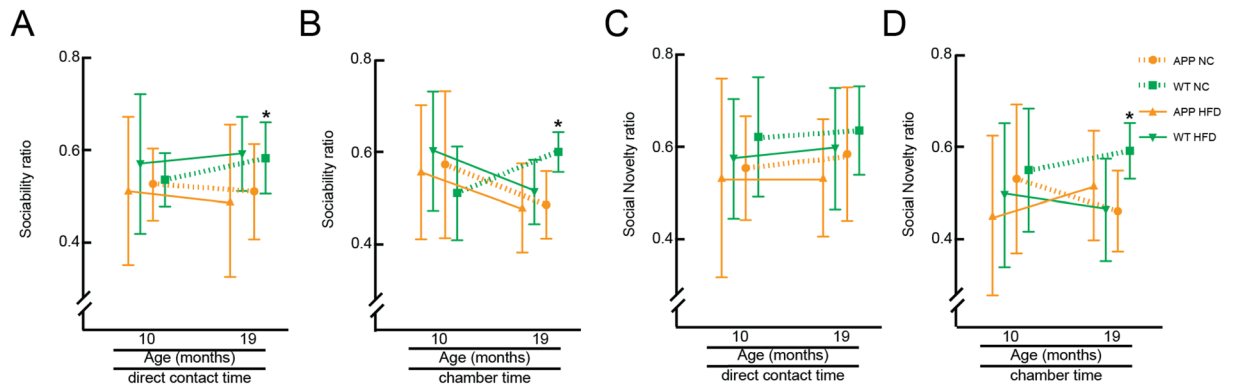 A
Sociability ratio
0.8
0.6
0.4
*
10
19
Age (months)
direct contact time
B
Sociability ratio
0.8
0.6
0.4
*
10
19
Age (months)
chamber time
C
Social Novelty ratio
0.8
0.6
0.4
10
19
Age (months)
direct contact time
D
Social Novelty ratio
0.8
0.6
0.4
*
10
19
Age (months)
chamber time
APP NC
WT NC
APP HFD
WT HFD